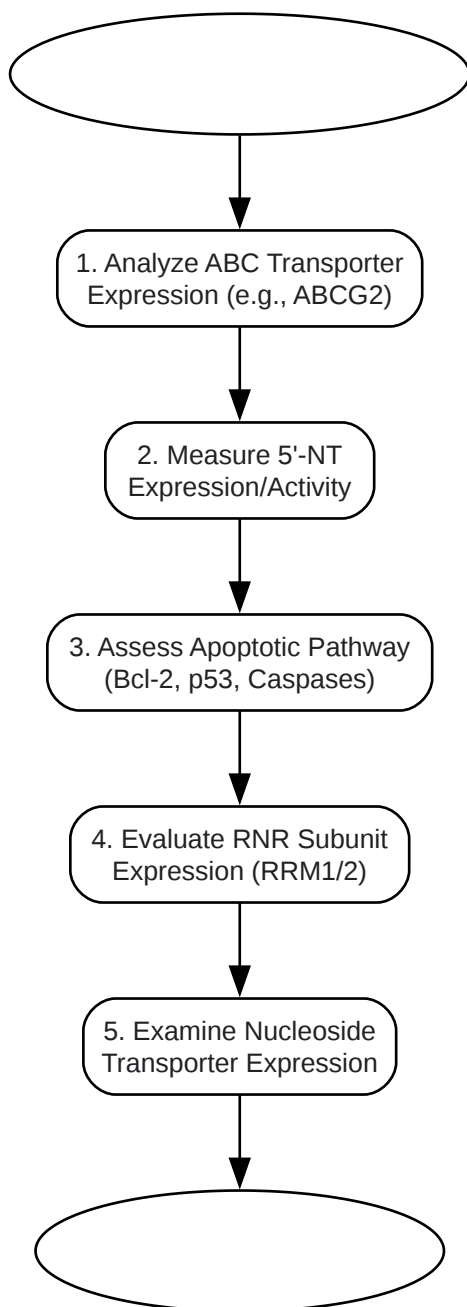 1. Analyze ABC Transporter
Expression (e.g., ABCG2)
2. Measure 5'-NT
Expression/Activity
3. Assess Apoptotic Pathway
(Bcl-2, p53, Caspases)
4. Evaluate RNR Subunit
Expression (RRM1/2)
5. Examine Nucleoside
Transporter Expression